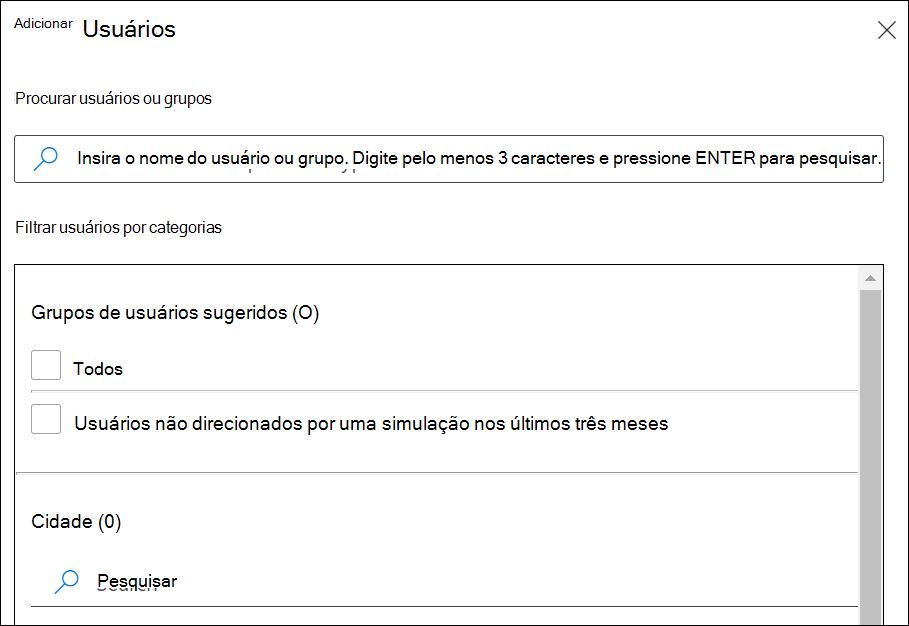 Adicionar Usuários
Procurar usuários ou grupos
Insira o nome do usuário ou grupo. Digite pelo menos 3 caracteres e pressione ENTER para pesquisar.
Filtrar usuários por categorias
Grupos de usuários sugeridos (O)
Todos
Usuários não direcionados por uma simulação nos últimos três meses
Cidade (0)
Pesquisar